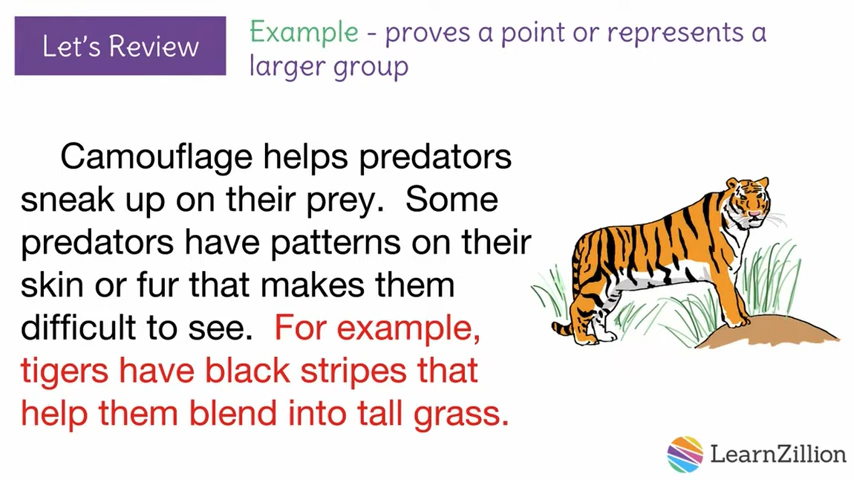 Let's Review
Example - proves a point or represents a
larger group
Camouflage helps predators
sneak up on their prey. Some
predators have patterns on their
skin or fur that makes them
difficult to see. For example,
tigers have black stripes that
help them blend into tall grass.
LearnZillion